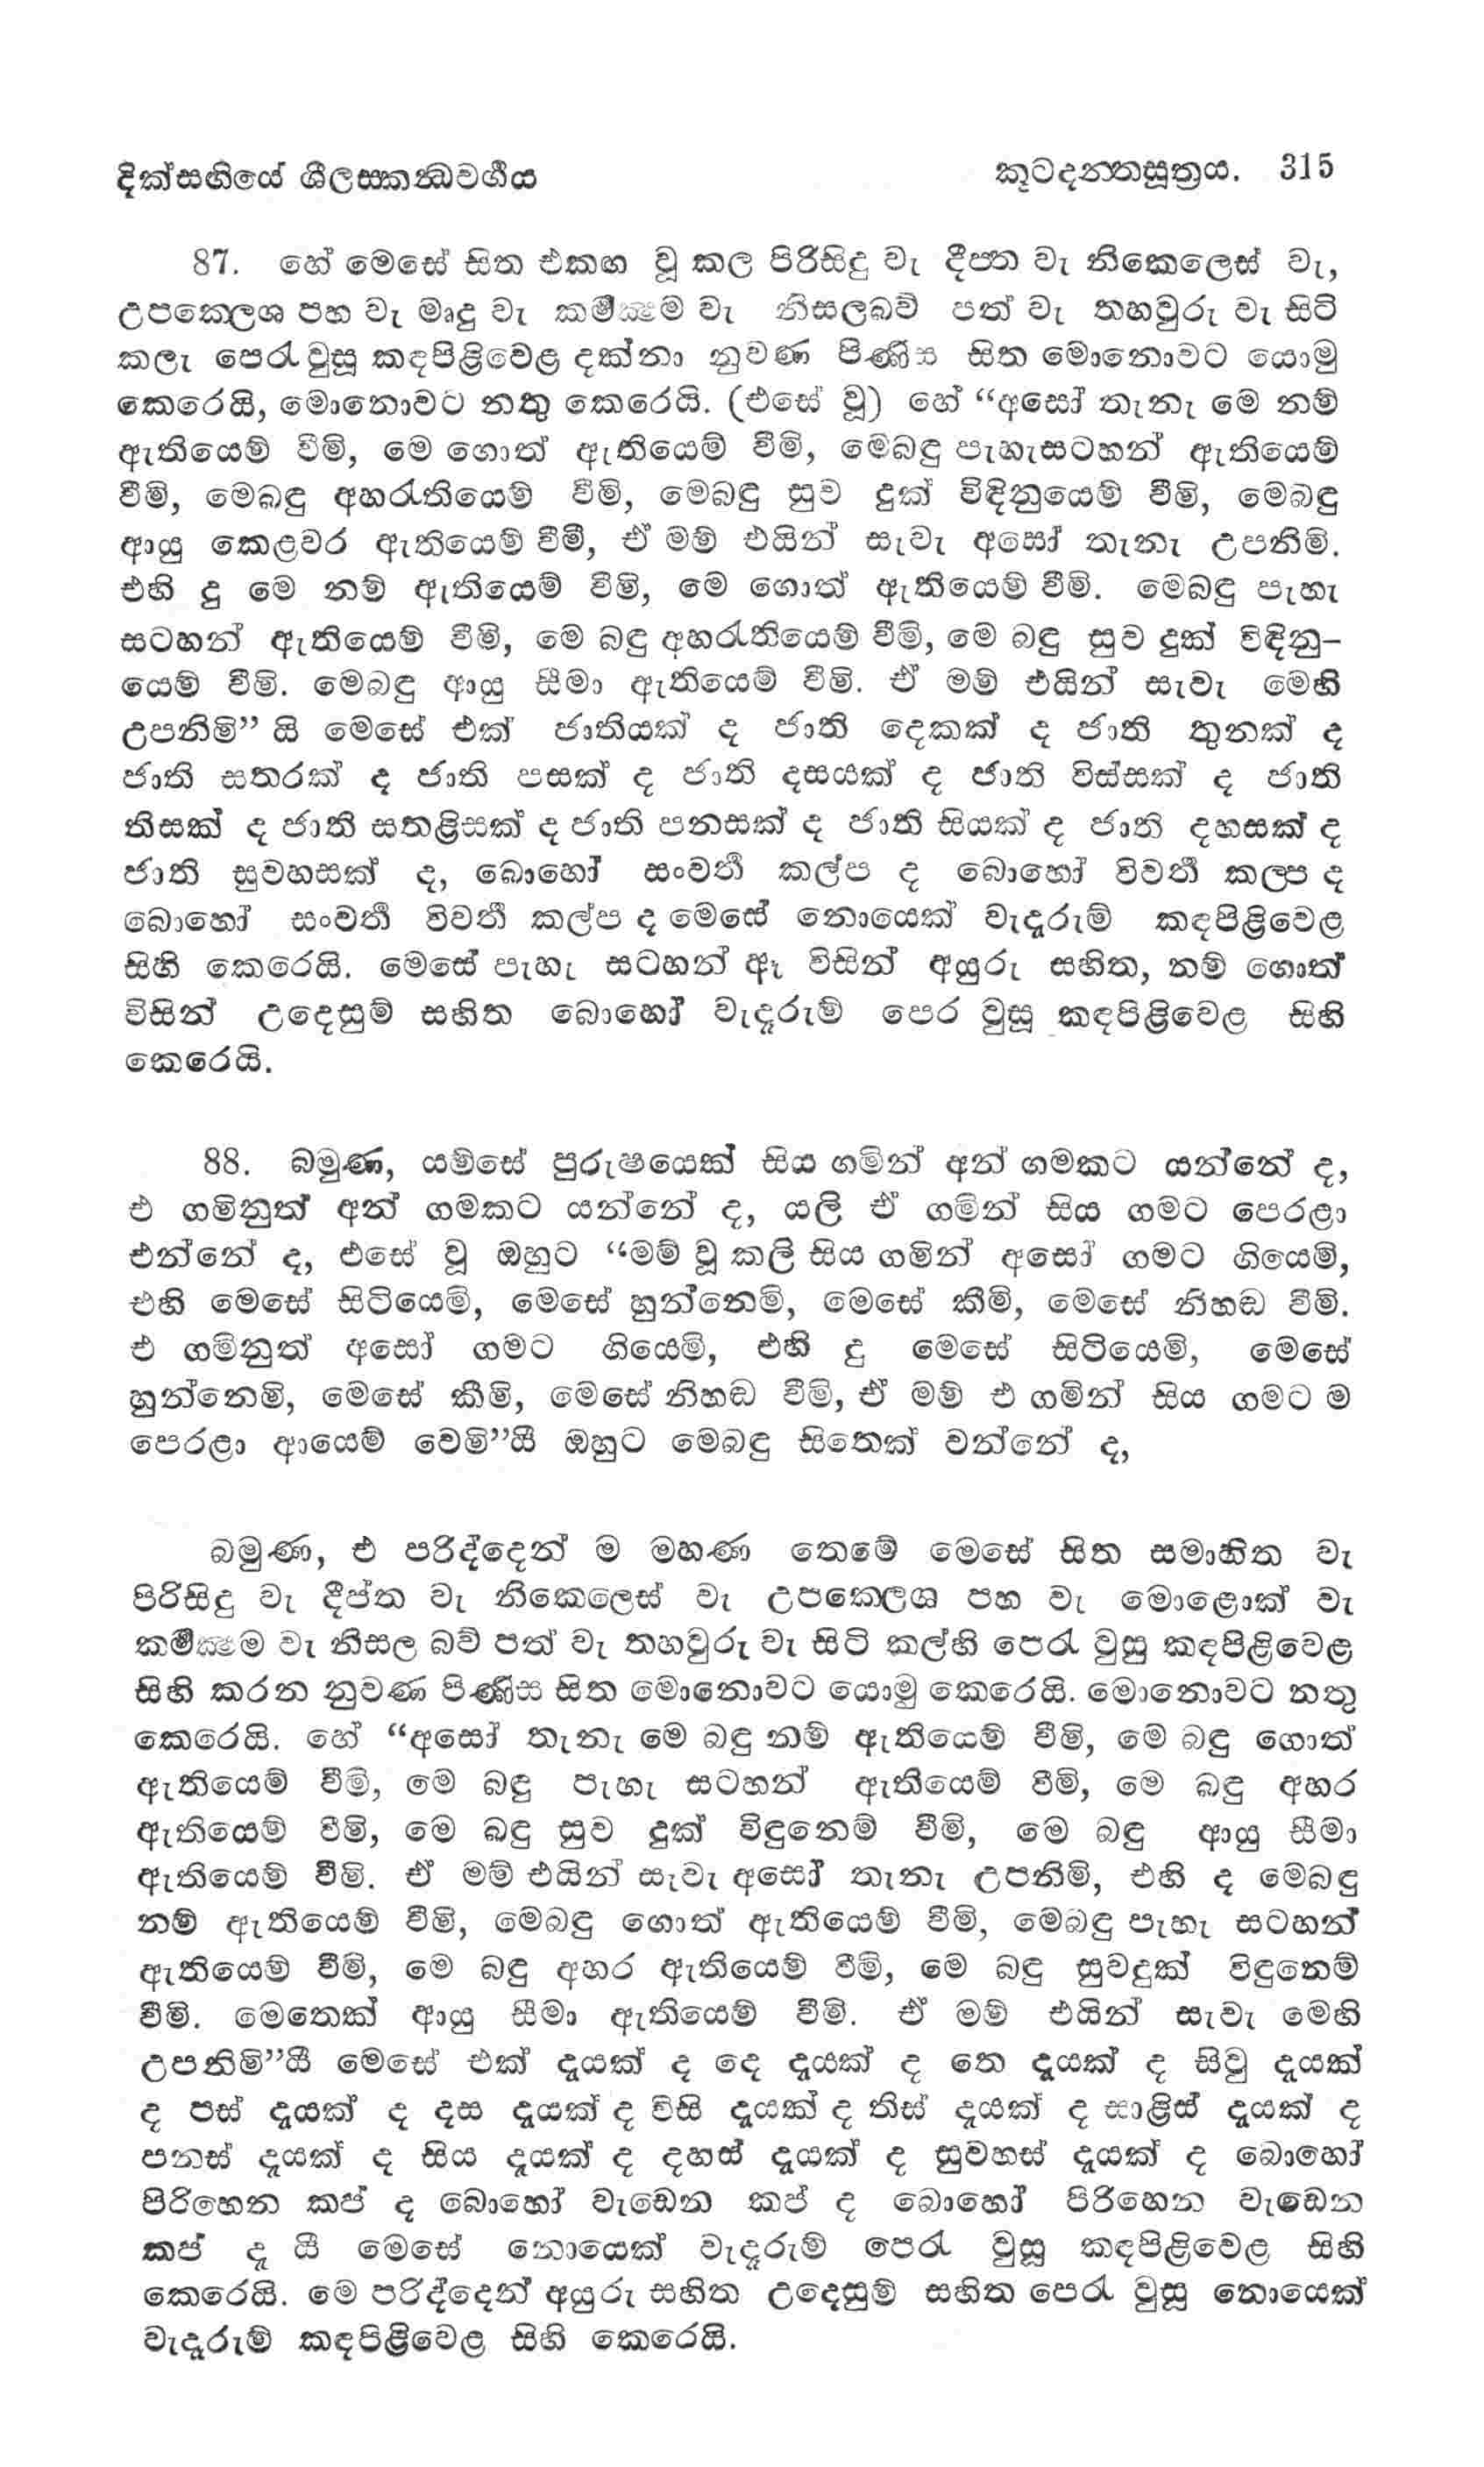 දික්සඟියේ ශීලස්කන්ධවර්‍ගය
කූටදන්තසූත්‍රය. 315
87. හේ මෙසේ සිත එකඟ වූ කල පිරිසිදු වැ දීප්ත වැ නිකෙලෙස් වැ,
උපක්ලේශ පහ වැ මෘදු වැ කර්‍මක්‍ෂම වැ නිසලබව් පත් වැ තහවුරු වැ සිටි
කලැ පෙරැ වුසූ කඳපිළිවෙළ දක්නා නුවණ පිණිස සිත මොනොවට යොමු
කෙරෙයි, මොනොවට නතු කෙරෙයි. (එසේ වූ) හේ “අසෝ තැනැ මෙ නම්
ඇතියෙම් වීමි, මෙ ගොත් ඇතියෙම් වීමි, මෙබඳු පැහැසටහන් ඇතියෙම්
වීමි, මෙබඳු අහරැතියෙම් වීමි, මෙබඳු සුව දුක් විඳිනුයෙම් වීමි, මෙබඳු
ආයු කෙළවර ඇතියෙම් වීමී, ඒ මම් එයින් සැවැ අසෝ තැනැ උපනිමි.
එහි දු මෙ නම් ඇතියෙම් වීමි, මෙ ගොත් ඇතියෙම් වීමි. මෙබඳු පැහැ
සටහන් ඇතියෙම් වීමි, මෙ බඳු අහරැතියෙම් වීමි, මෙ බඳු සුව දුක් විඳිනු-
යෙම් වීමි. මෙබඳු ආයු සීමා ඇතියෙම් වීමි. ඒ මම් එයින් සැවැ මෙහි
උපනිමි” යි මෙසේ එක් ජාතියක් ද ජාති දෙකක් ද ජාති තුනක් ද
ජාති සතරක් ද ජාති පසක් ද ජාති දසයක් ද ජාති විස්සක් ද ජාති
තිසක් ද ජාති සතළිසක් ද ජාති පනසක් ද ජාති සියක් ද ජාති දහසක් ද
ජාති සුවහසක් ද, බොහෝ සංවර්‍ත කල්ප ද බොහෝ විවර්‍ත කල්ප ද
බොහෝ සංවර්‍ත විවර්‍ත කල්ප ද මෙසේ නොයෙක් වැදෑරුම් කඳපිළිවෙළ
සිහි කෙරෙයි. මෙසේ පැහැ සටහන් ඈ විසින් අයුරු සහිත, නම් ගොත්
විසින් උදෙසුම් සහිත බොහෝ වැදෑරුම් පෙර වුසූ කඳපිළිවෙළ සිහි
කෙරෙයි.
88. බමුණ, යම්සේ පුරුෂයෙක් සිය ගමින් අන් ගමකට යන්නේ ද,
එ ගමිනුත් අන් ගමකට යන්නේ ද, යලි ඒ ගමින් සිය ගමට පෙරළා
එන්නේ ද, එසේ වූ ඔහුට “මම් වූ කලි සිය ගමින් අසෝ ගමට ගියෙමි,
එහි මෙසේ සිටියෙමි, මෙසේ හුන්නෙමි, මෙසේ කීමි, මෙසේ නිහඬ වීමි.
එ ගමිනුත් අසෝ ගමට ගියෙමි, එහි දු මෙසේ සිටියෙමි, මෙසේ
හුන්නෙමි, මෙසේ කීමි, මෙසේ නිහඬ වීමි, ඒ මම් එ ගමින් සිය ගමට ම
පෙරළා ආයෙම් වෙමි”යී ඔහුට මෙබඳු සිතෙක් වන්නේ ද,
බමුණ, එ පරිද්දෙන් ම මහණ තෙමේ මෙසේ සිත සමාහිත වැ
පිරිසිදු වැ දීප්ත වැ නිකෙලෙස් වැ උපක්ලේශ පහ වැ මොළොක් වැ
කර්‍මක්‍ෂම වැ නිසල බව් පත් වැ තහවුරු වැ සිටි කල්හි පෙරැ වුසු කඳපිළිවෙළ
සිහි කරන නුවණ පිණිස සිත මොනොවට යොමු කෙරෙයි. මොනොවට නතු
කෙරෙයි. හේ “අසෝ තැනැ මෙ බඳු නම් ඇතියෙම් වීමි, මෙ බඳු ගොත්
ඇතියෙම් වීමි, මෙ බඳු පැහැ සටහන් ඇතියෙම් වීමි, මෙ බඳු අහර
ඇතියෙම් වීමි, මෙ බඳු සුව දුක් විඳුනෙම් වීමි, මෙ බඳු ආයු සීමා
ඇතියෙම් වීමි. ඒ මම් එයින් සැවැ අසෝ තැනැ උපනිමි, එහි ද මෙබඳු
නම් ඇතියෙම් වීමි, මෙබඳු ගොත් ඇතියෙම් වීමි, මෙබඳු පැහැ සටහන්
ඇතියෙම් වීමි, මෙ බඳු අහර ඇතියෙම් වීමි, මෙ බඳු සුවදුක් විඳුනෙම්
වීමි. මෙතෙක් ආයු සීමා ඇතියෙම් වීමි. ඒ මම් එයින් සැවැ මෙහි
උපනිමි”යී මෙසේ එක් දෑයක් ද දෙ දෑයක් ද තෙ දෑයක් ද සිවු දෑයක්
ද පස් දෑයක් ද දස දෑයක් ද විසි දෑයක් ද තිස් දෑයක් ද සාළිස් දෑයක් ද
පනස් දෑයක් ද සිය දෑයක් ද දහස් දෑයක් ද සුවහස් දෑයක් ද බොහෝ
පිරිහෙන කප් ද බොහෝ වැඩෙන කප් ද බොහෝ පිරිහෙන වැඩෙන
කප් දැ යී මෙසේ නොයෙක් වැදෑරුම් පෙරැ වුසූ කඳපිළිවෙළ සිහි
කෙරෙයි. මෙ පරිද්දෙන් අයුරු සහිත උදෙසුම් සහිත පෙරැ වුසූ නොයෙක්
වැදෑරුම් කඳපිළිවෙළ සිහි කෙරෙයි.